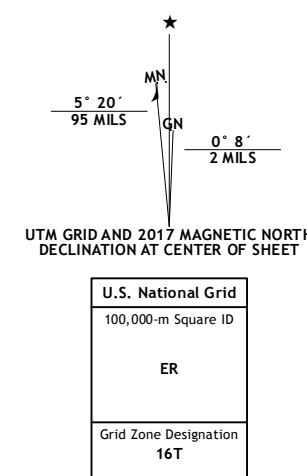 MN.
5° 20´
95 MILS
GN
0° 8´
2 MILS
UTM GRID AND 2017 MAGNETIC NORTH
DECLINATION AT CENTER OF SHEET
U.S. National Grid
100,000-m Square ID
ER
Grid Zone Designation
16T